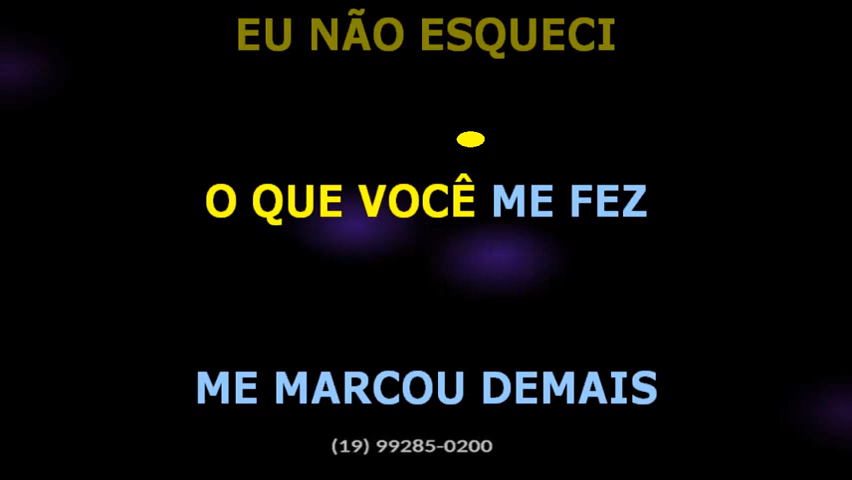 EU NÃO ESQUECI
O QUE VOCÊ ME FEZ
ME MARCOU DEMAIS
(19) 99285-0200